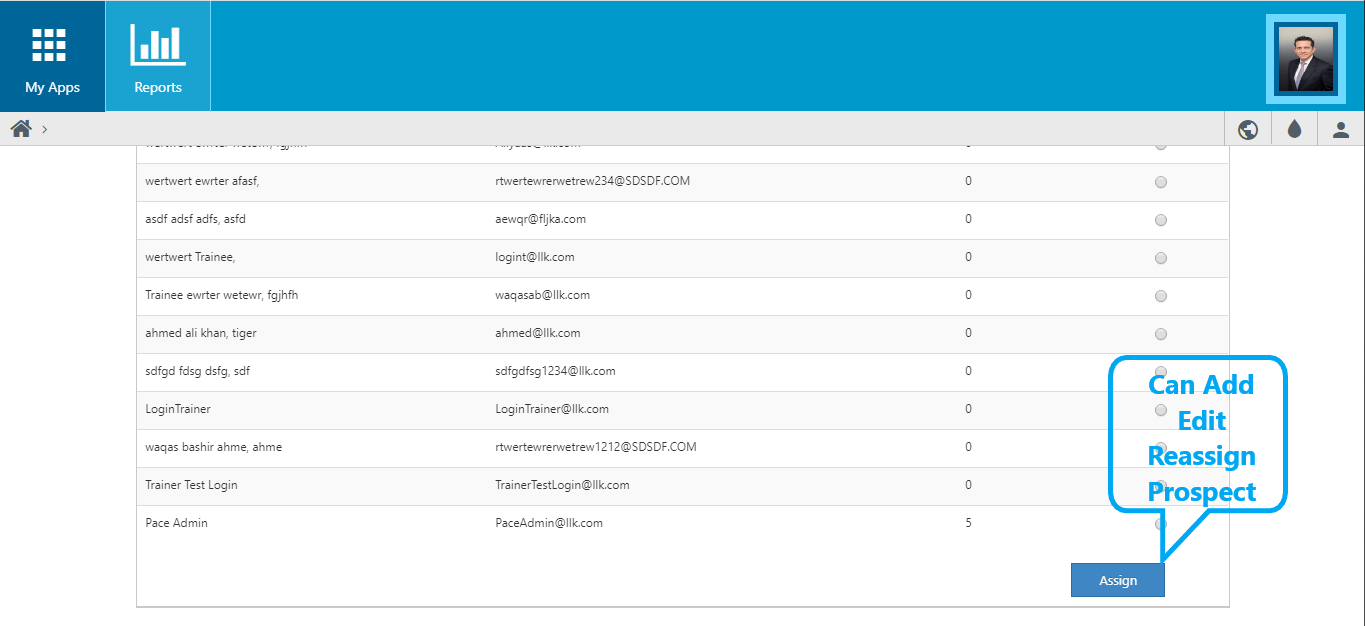 My Apps
Reports
wertwert ewrter afasf, rtwertewrerwetrew234@SDSDF.COM 0
asdf adsf adfs, asfd aewqr@fljka.com 0
wertwert Trainee, logint@llk.com 0
Trainee ewrter wetewr, fgjhfh waqasab@llk.com 0
ahmed ali khan, tiger ahmed@llk.com 0
sdfgd fdsg dsfg, sdf sdfgdfsg1234@llk.com 0
LoginTrainer LoginTrainer@llk.com 0
waqas bashir ahme, ahme rtwertewrerwetrew1212@SDSDF.COM 0
Trainer Test Login TrainerTestLogin@llk.com 0
Pace Admin PaceAdmin@llk.com 5
Can Add
Edit
Reassign
Prospect
Assign